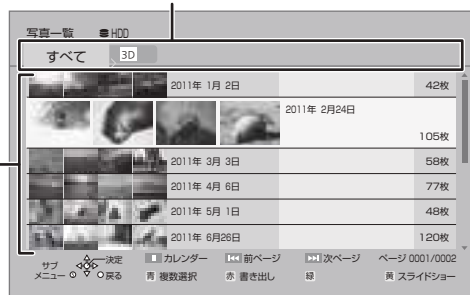 写真一覧 HDD
すべて 3D
2011年 1月 2日 42枚
2011年 2月24日
105枚
2011年 3月 3日 58枚
2011年 4月 6日 77枚
2011年 5月 1日 48枚
2011年 6月26日 120枚
サブメニュー 決定 戻る
カレンダー 前ページ 次ページ ページ 0001/0002
青 複数選択 赤 書き出し 緑 黄 スライドショー